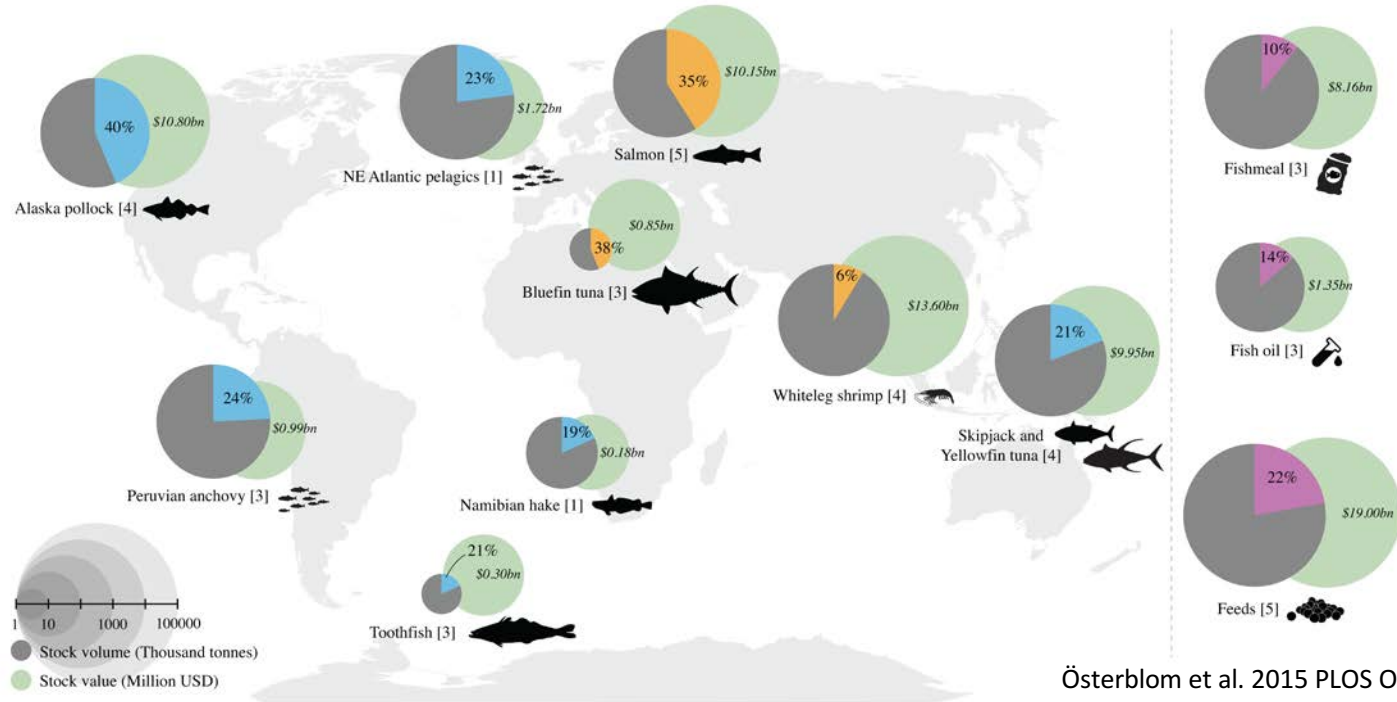 40%
$10.80bn
Alaska pollock [4]
23%
$1.72bn
NE Atlantic pelagics [1]
35%
$10.15bn
Salmon [5]
38%
$0.85bn
Bluefin tuna [3]
6%
$13.60bn
Whiteleg shrimp [4]
21%
$9.95bn
Skipjack and
Yellowfin tuna [4]
24%
$0.99bn
Peruvian anchovy [3]
19%
$0.18bn
Namibian hake [1]
21%
$0.30bn
Toothfish [3]
10%
$8.16bn
Fishmeal [3]
14%
$1.35bn
Fish oil [3]
22%
$19.00bn
Feeds [5]
1 10 1000 100000
Stock volume (Thousand tonnes)
Stock value (Million USD)
Österblom et al. 2015 PLOS O